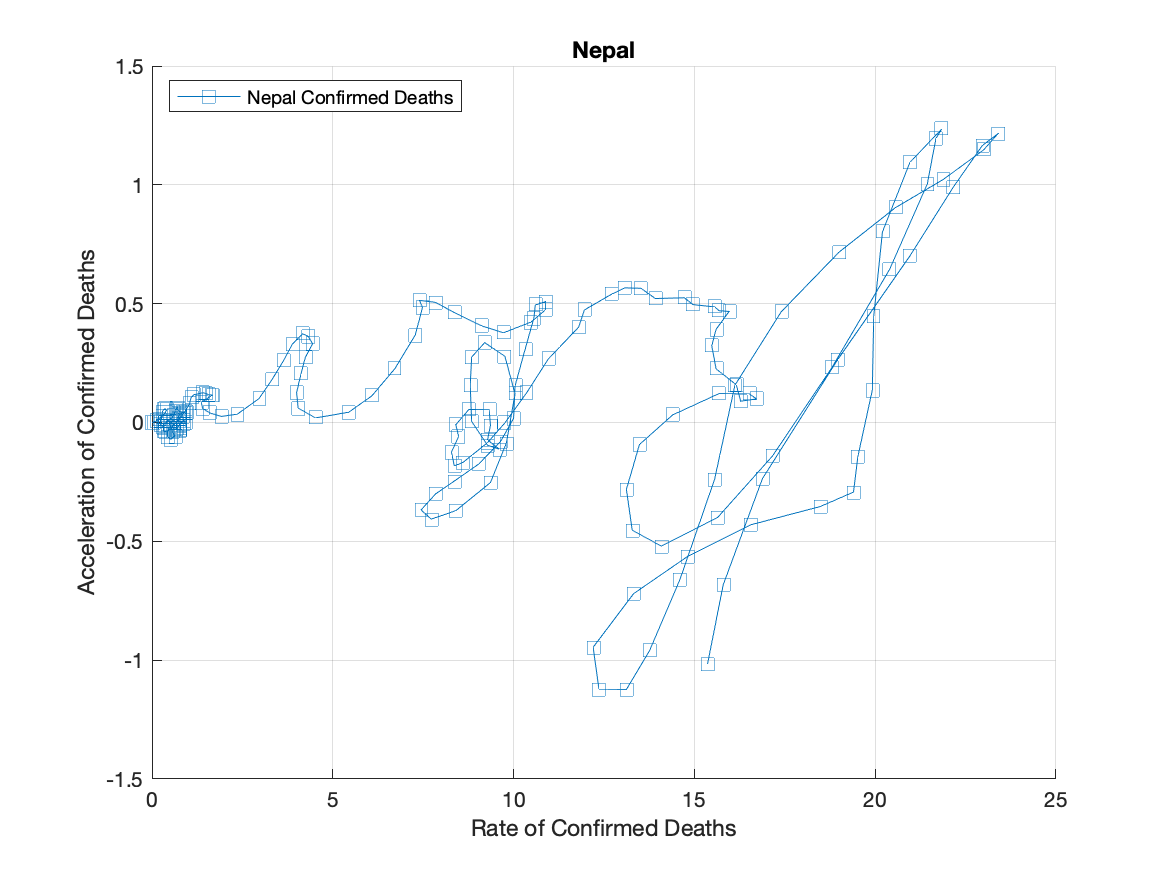 Nepal
Nepal Confirmed Deaths
1.5
1
0.5
0
-0.5
-1
-1.5
0 5 10 15 20 25
Acceleration of Confirmed Deaths
Rate of Confirmed Deaths